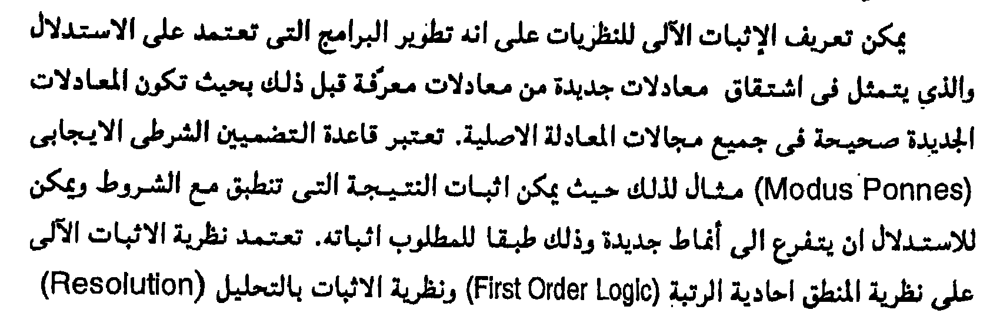 يمكن تعريف الإثبات الآلى للنظريات على انه تطوير البرامج التى تعتمد على الاستدلال
والذي يتمثل فى اشتقاق معادلات جديدة من معادلات معرّفة قبل ذلك بحيث تكون المعادلات
الجديدة صحيحة فى جميع مجالات المعادلة الاصلية. تعتبر قاعدة التضميين الشرطى الايجابى
(Modus Ponnes) مثال لذلك حيث يمكن اثبات النتيجة التى تنطبق مع الشروط ويمكن
للاستدلال ان يتفرع الى أنماط جديدة وذلك طبقا للمطلوب اثباته. تعتمد نظرية الاثبات الآلى
على نظرية المنطق احادية الرتبة (First Order Logic) ونظرية الاثبات بالتحليل (Resolution)